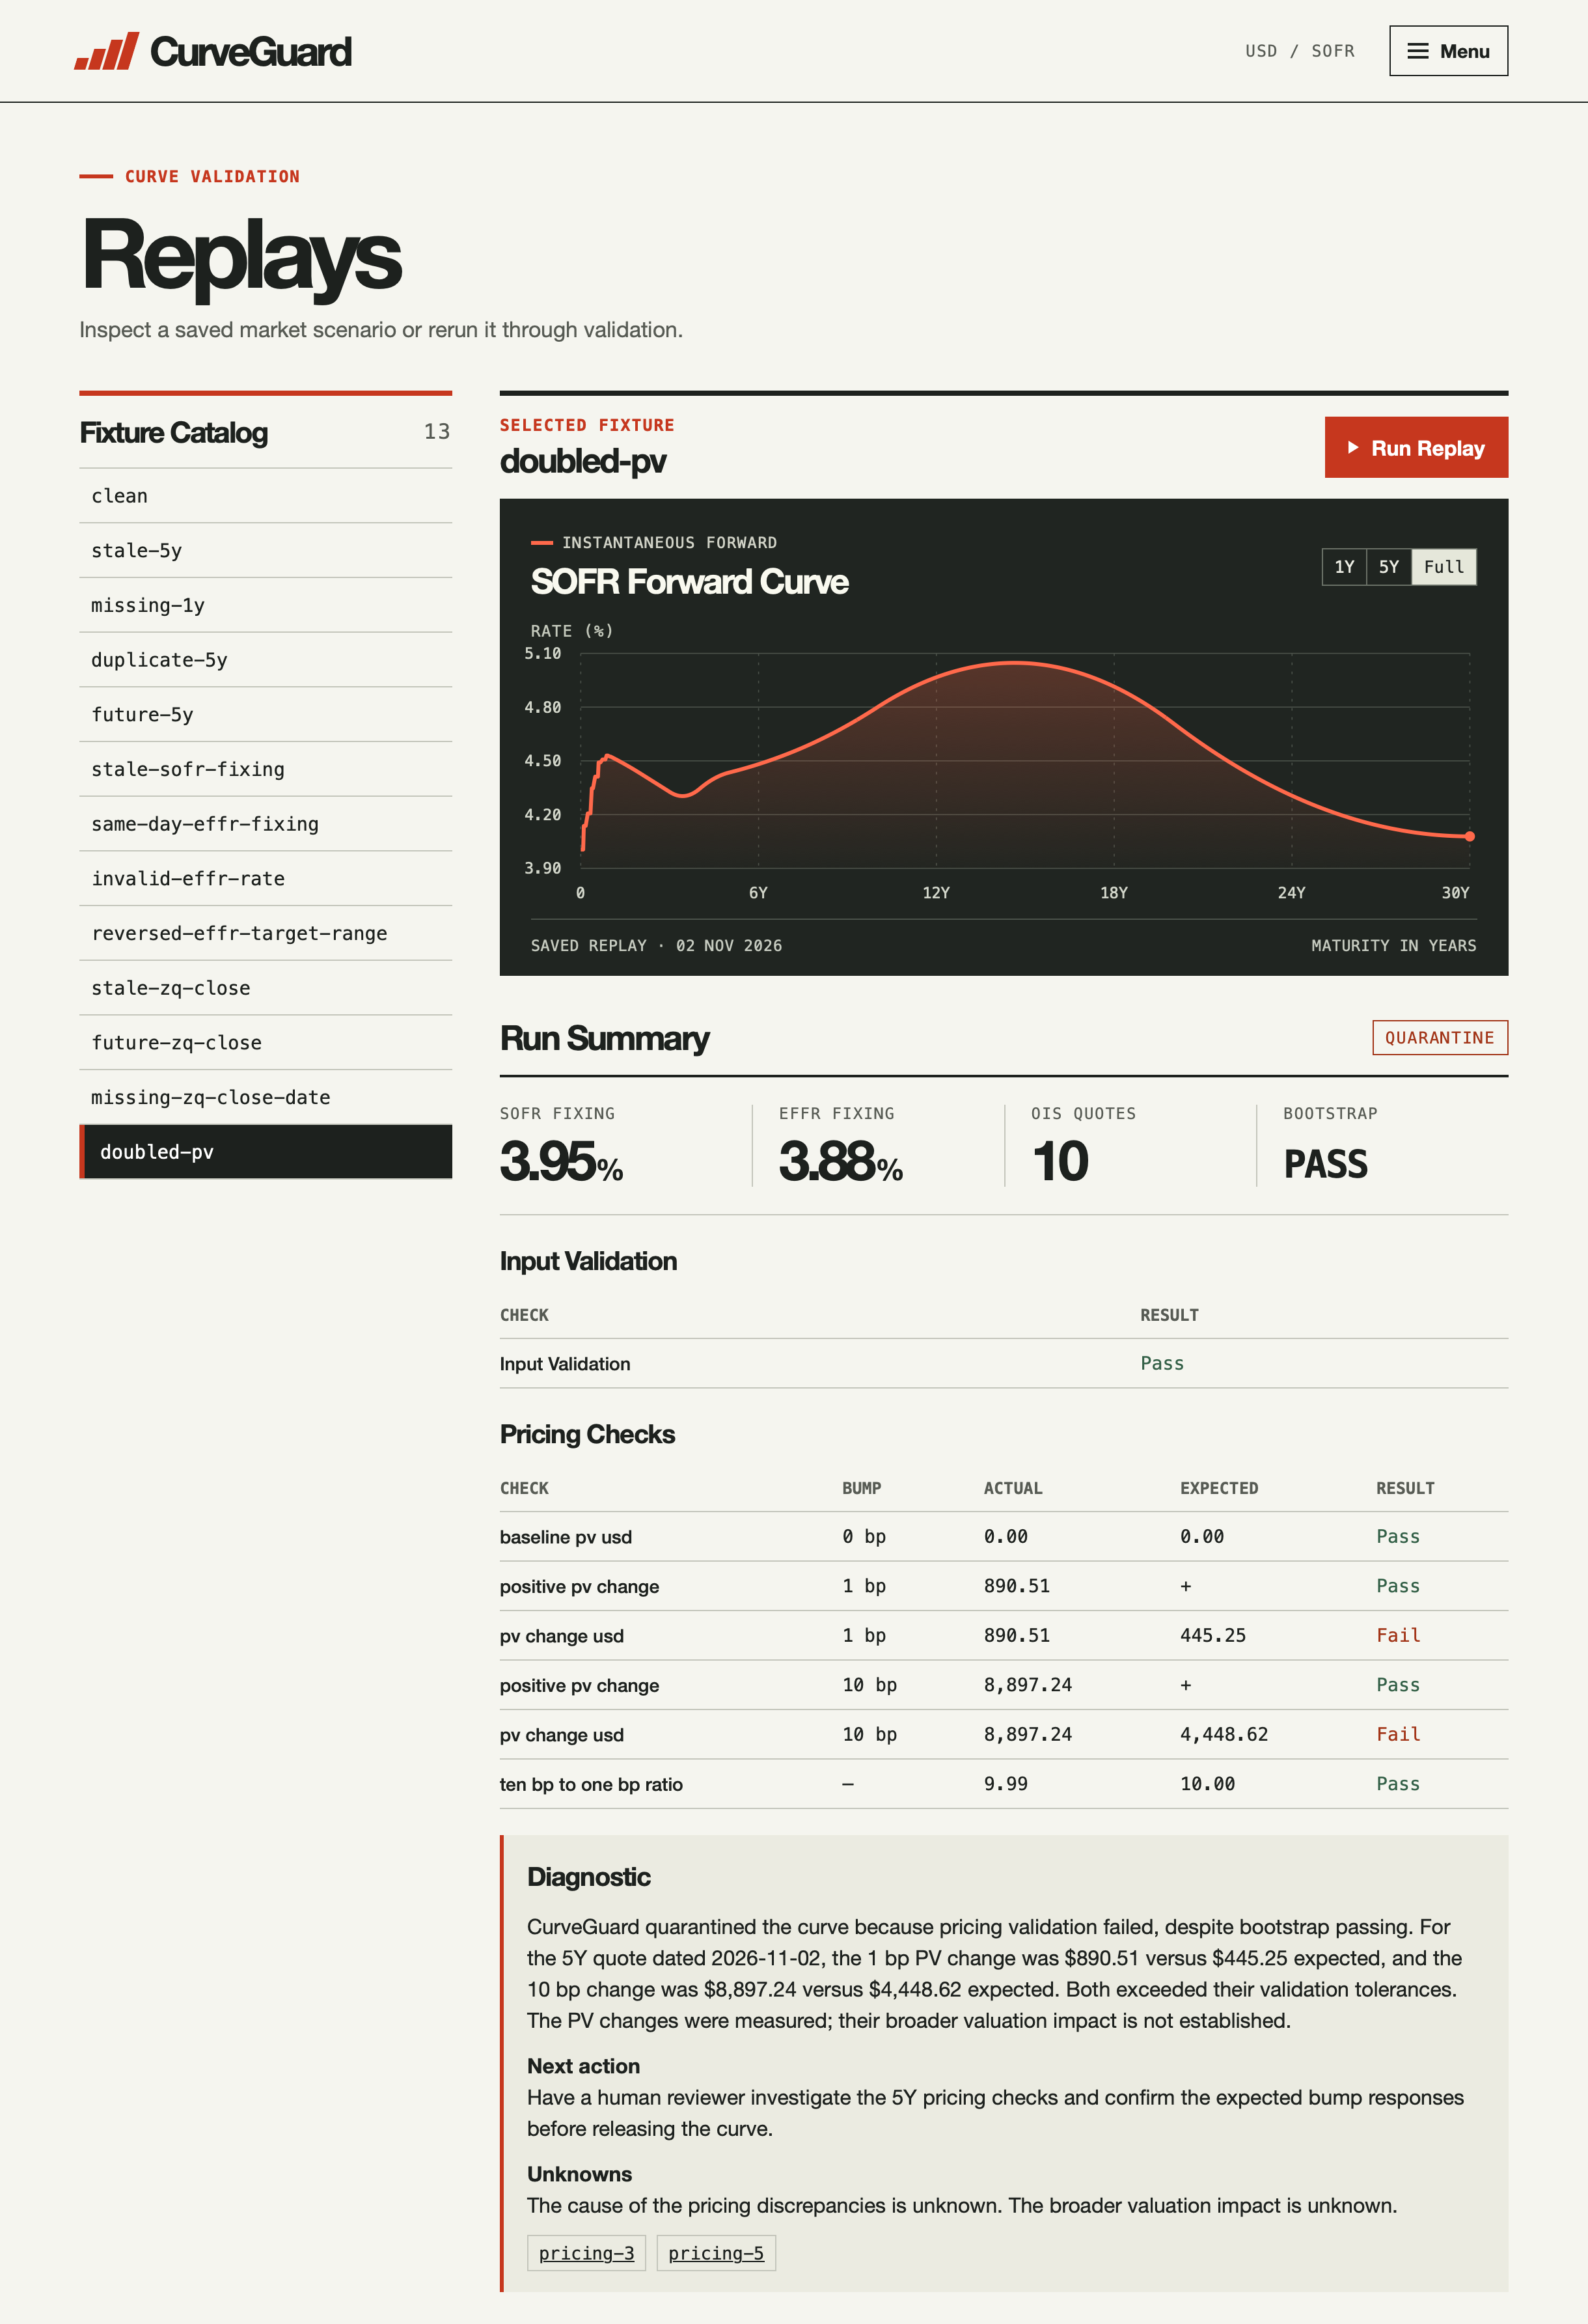 CurveGuard
USD / SOFR
Menu
CURVE VALIDATION
Replays
Inspect a saved market scenario or rerun it through validation.
Fixture Catalog 13
clean
stale-5y
missing-1y
duplicate-5y
future-5y
stale-sofr-fixing
same-day-effr-fixing
invalid-effr-rate
reversed-effr-target-range
stale-zq-close
future-zq-close
missing-zq-close-date
doubled-pv
SELECTED FIXTURE
doubled-pv
Run Replay
INSTANTANEOUS FORWARD
SOFR Forward Curve
1Y 5Y Full
RATE (%)
5.10
4.80
4.50
4.20
3.90
0 6Y 12Y 18Y 24Y 30Y
SAVED REPLAY · 02 NOV 2026
MATURITY IN YEARS
Run Summary
QUARANTINE
SOFR FIXING
3.95%
EFFR FIXING
3.88%
OIS QUOTES
10
BOOTSTRAP
PASS
Input Validation
CHECK RESULT
Input Validation Pass
Pricing Checks
CHECK BUMP ACTUAL EXPECTED RESULT
baseline pv usd 0 bp 0.00 0.00 Pass
positive pv change 1 bp 890.51 + Pass
pv change usd 1 bp 890.51 445.25 Fail
positive pv change 10 bp 8,897.24 + Pass
pv change usd 10 bp 8,897.24 4,448.62 Fail
ten bp to one bp ratio — 9.99 10.00 Pass
Diagnostic
CurveGuard quarantined the curve because pricing validation failed, despite bootstrap passing. For
the 5Y quote dated 2026-11-02, the 1 bp PV change was $890.51 versus $445.25 expected, and the
10 bp change was $8,897.24 versus $4,448.62 expected. Both exceeded their validation tolerances.
The PV changes were measured; their broader valuation impact is not established.
Next action
Have a human reviewer investigate the 5Y pricing checks and confirm the expected bump responses
before releasing the curve.
Unknowns
The cause of the pricing discrepancies is unknown. The broader valuation impact is unknown.
pricing-3 pricing-5